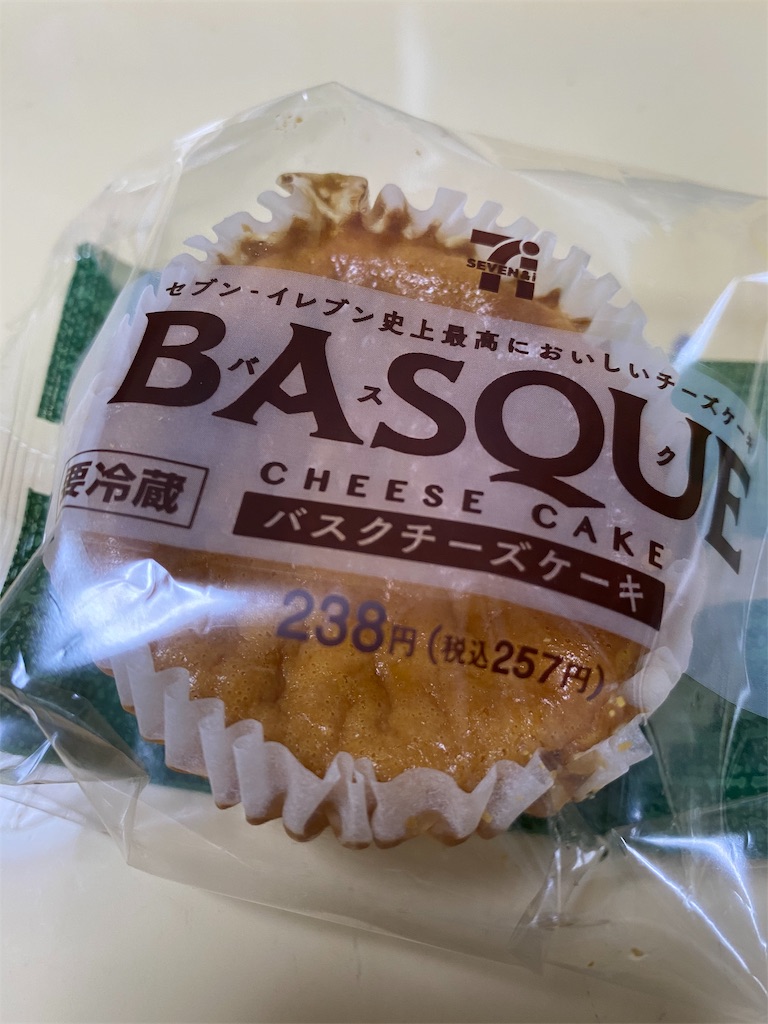 7i
SEVEN&i
セブン-イレブン史上最高においしいチーズケーキ
BASQUE
バスク
要冷蔵
CHEESE CAKE
バスクチーズケーキ
238円(税込257円)